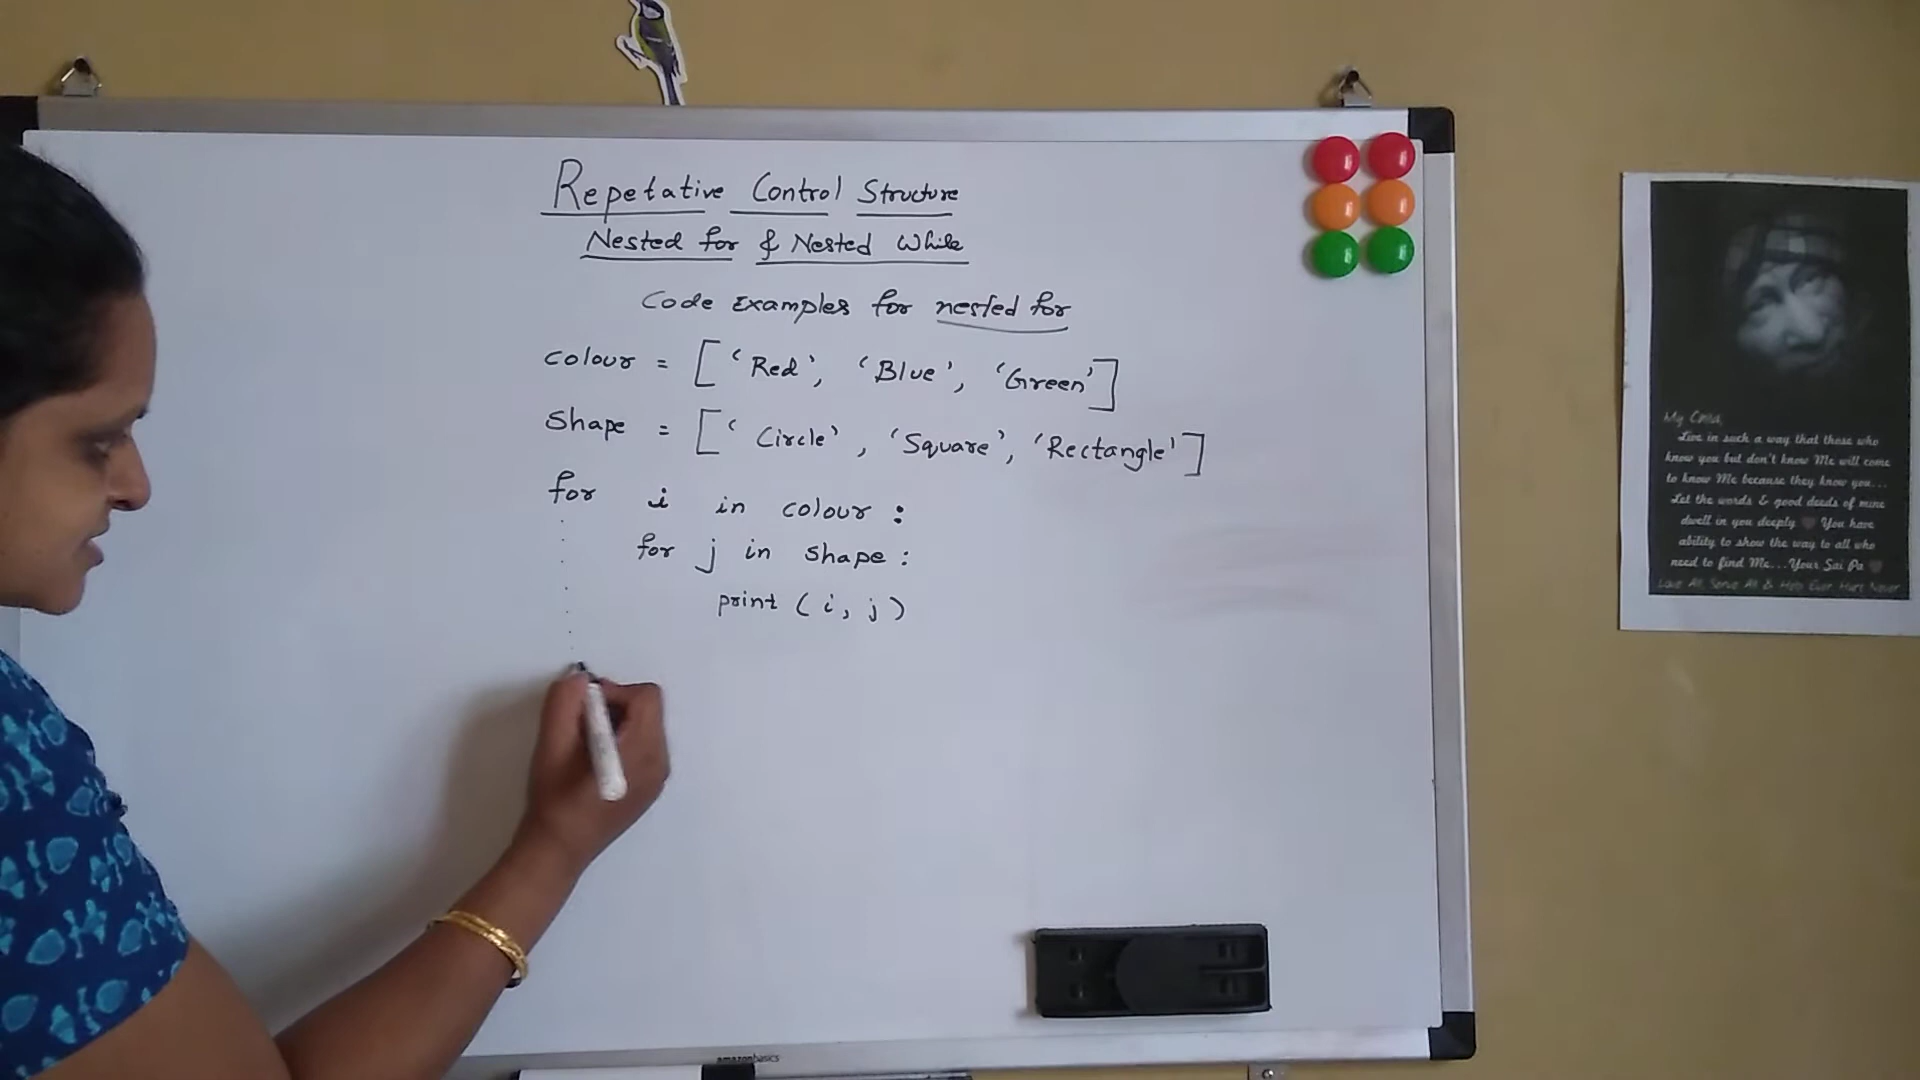 Repetative Control Structure
Nested for & Nested While
Code Examples for nested for
colour = ['Red', 'Blue', 'Green']
Shape = ['Circle', 'Square', 'Rectangle']
for i in colour :
for j in shape :
print (i, j)
amazonbasics
My Child,
Live in such a way that those who
know you but don't know Me will come
to know Me because they know you...
Let the words & good deeds of mine
dwell in you deeply You have
ability to show the way to all who
need to find Me...Your Sai Pa
Love All Serve All & Help Ever Hurt Never